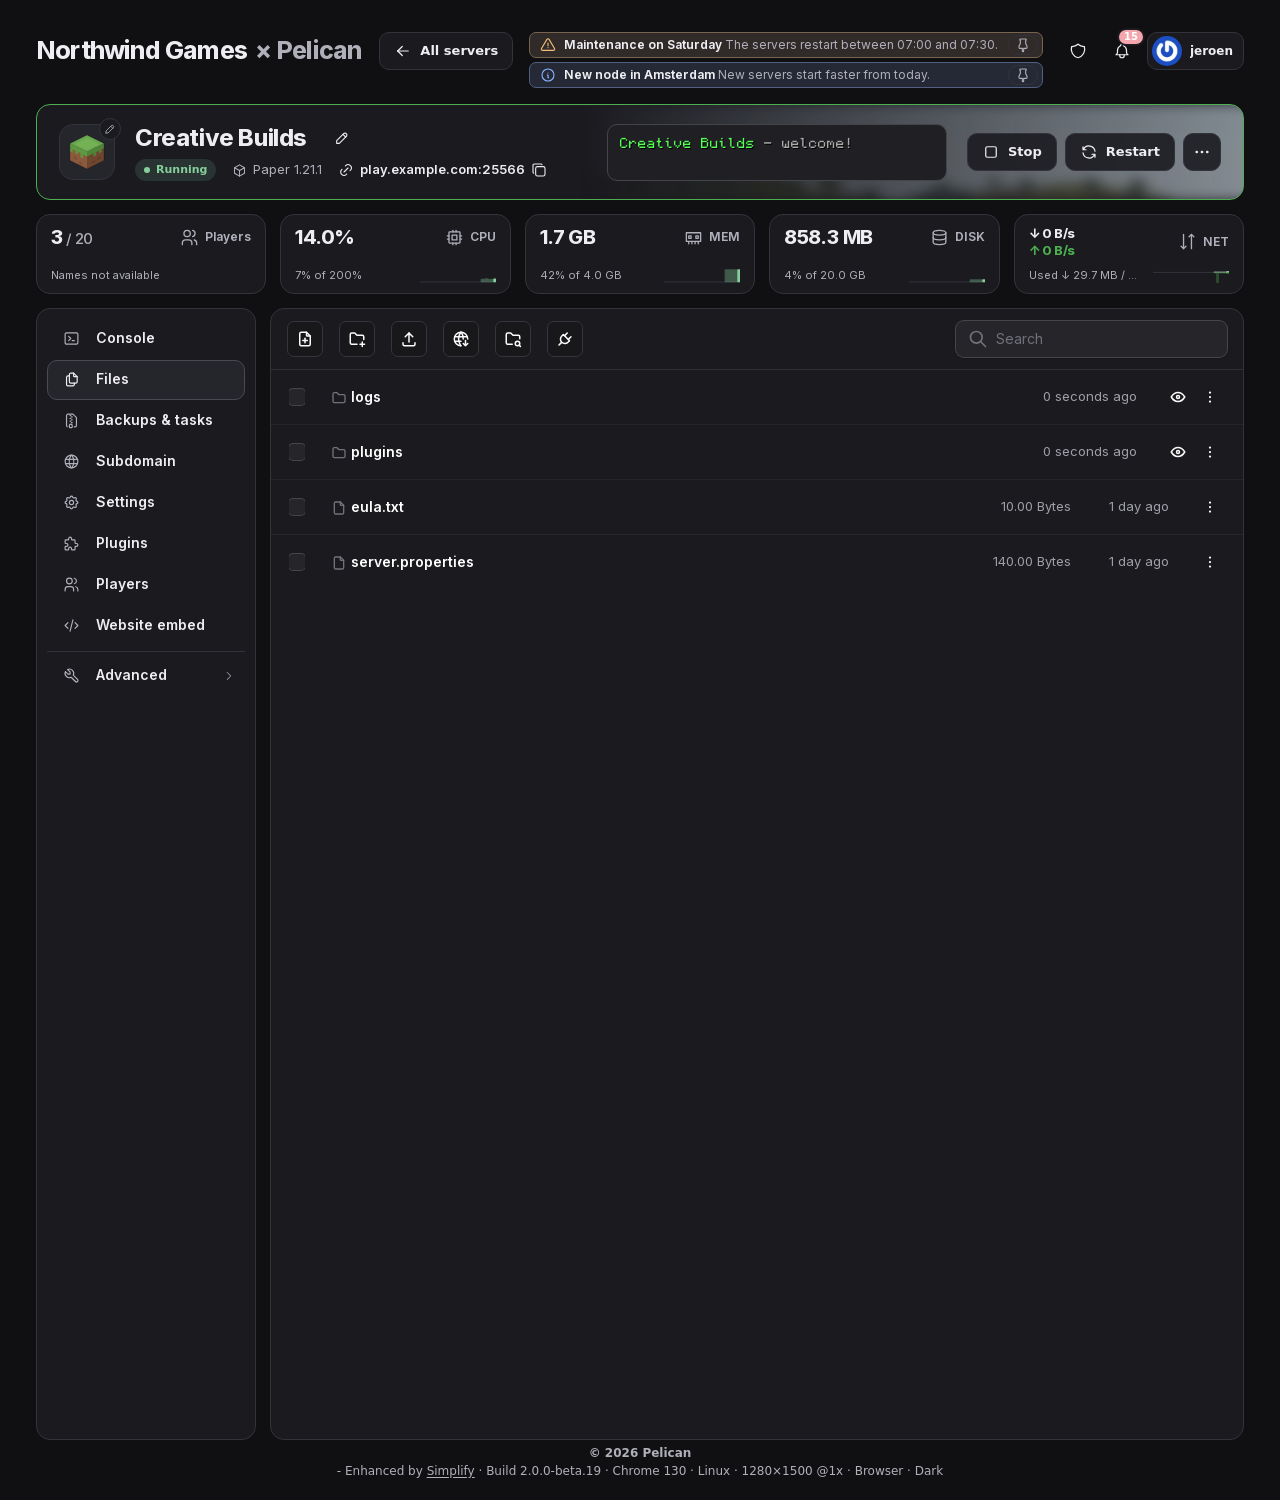 Northwind Games × Pelican
All servers
Maintenance on Saturday The servers restart between 07:00 and 07:30.
New node in Amsterdam New servers start faster from today.
15
jeroen
Creative Builds
Running
Paper 1.21.1
play.example.com:25566
Creative Builds - welcome!
Stop
Restart
3 / 20
Players
Names not available
14.0%
CPU
7% of 200%
1.7 GB
MEM
42% of 4.0 GB
858.3 MB
DISK
4% of 20.0 GB
↓0 B/s
↑0 B/s
NET
Used ↓ 29.7 MB / ...
Console
Files
Backups & tasks
Subdomain
Settings
Plugins
Players
Website embed
Advanced
Search
logs
0 seconds ago
plugins
0 seconds ago
eula.txt
10.00 Bytes
1 day ago
server.properties
140.00 Bytes
1 day ago
© 2026 Pelican
- Enhanced by Simplify · Build 2.0.0-beta.19 · Chrome 130 · Linux · 1280×1500 @1x · Browser · Dark